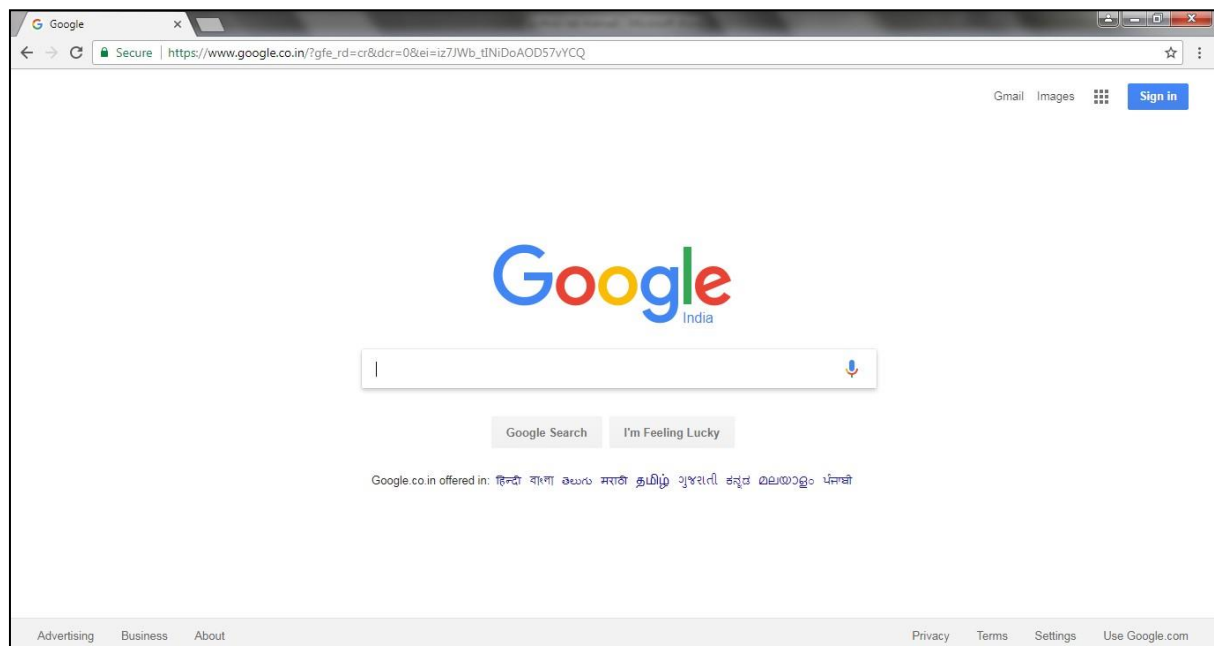 Google
Secure | https://www.google.co.in/?gfe_rd=cr&dcr=0&ei=iz7JWb_tINiDoAOD57vYCQ
Gmail Images Sign in
Google
India
Google Search I'm Feeling Lucky
Google.co.in offered in: हिन्दी বাংলা తెలుగు मराठी தமிழ் ગુજરાતી ಕನ್ನಡ മലയാളം ਪੰਜਾਬੀ
Advertising Business About Privacy Terms Settings Use Google.com